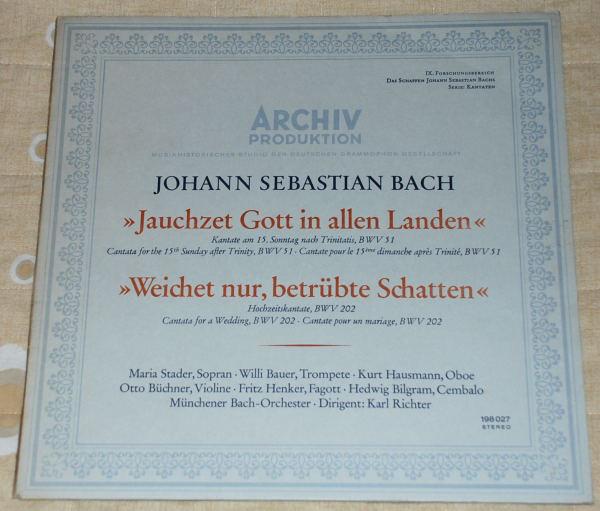 IX. Forschungsbereich
Das Schaffen Johann Sebastian Bachs
Serie: Kantaten
ARCHIV
PRODUKTION
MUSIKHISTORISCHES STUDIO DER DEUTSCHEN GRAMMOPHON GESELLSCHAFT
JOHANN SEBASTIAN BACH
»Jauchzet Gott in allen Landen«
Kantate am 15. Sonntag nach Trinitatis, BWV 51
Cantata for the 15th Sunday after Trinity, BWV 51 · Cantate pour le 15ème dimanche après Trinité, BWV 51
»Weichet nur, betrübte Schatten«
Hochzeitskantate, BWV 202
Cantata for a Wedding, BWV 202 · Cantate pour un mariage, BWV 202
Maria Stader, Sopran · Willi Bauer, Trompete · Kurt Hausmann, Oboe
Otto Büchner, Violine · Fritz Henker, Fagott · Hedwig Bilgram, Cembalo
Münchener Bach-Orchester · Dirigent: Karl Richter
198 027
STEREO